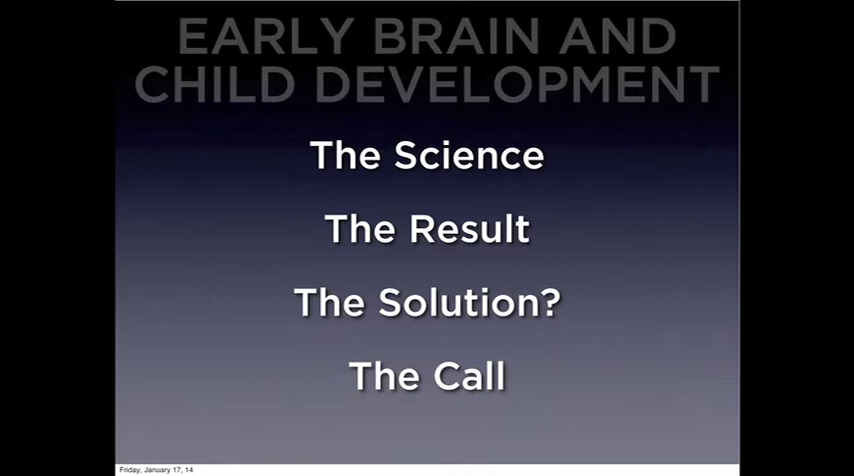 EARLY BRAIN AND
CHILD DEVELOPMENT
The Science
The Result
The Solution?
The Call
Friday, January 17, 14